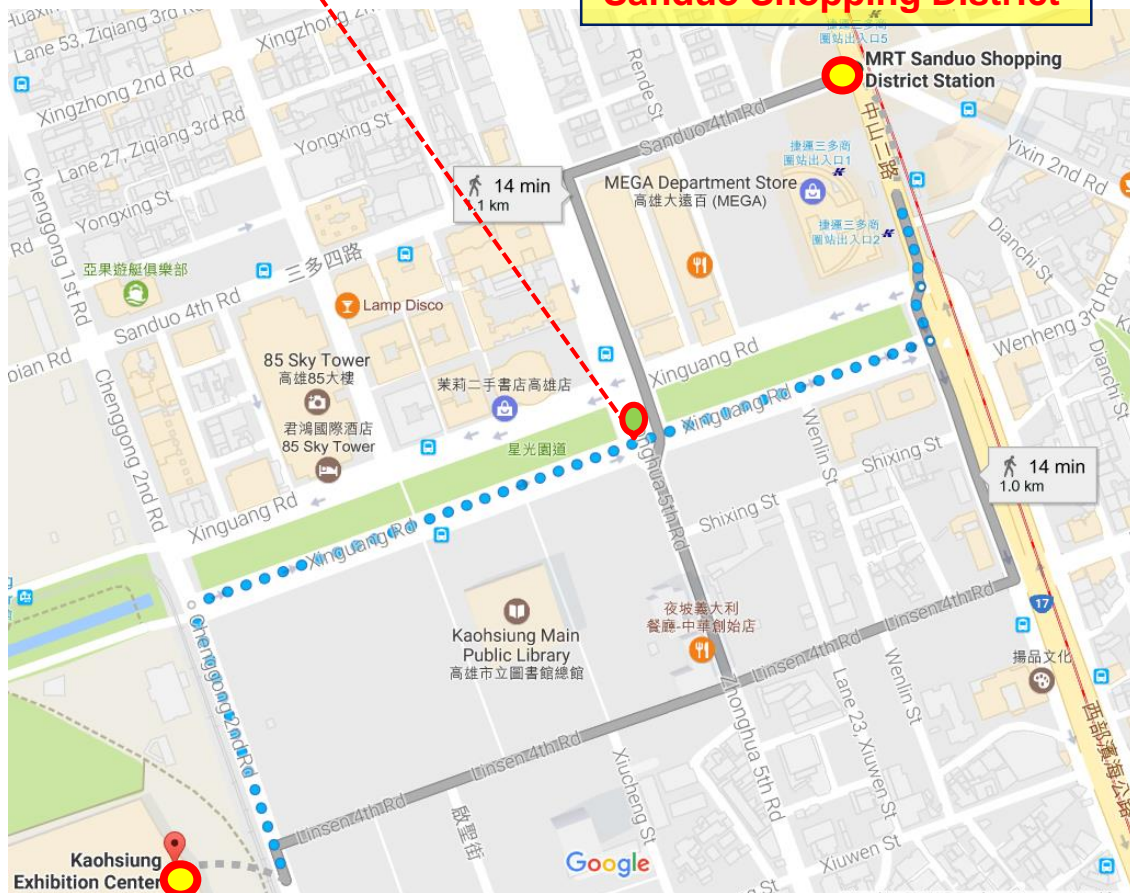 Sanduo Shopping District
捷運三多商
圏站出入口5
MRT Sanduo Shopping
District Station
Lane 53, Ziqiang 3rd Rd
Xingzhong 2nd Rd
Rende St
Lane 27, Ziqiang 3rd Rd
Yongxing St
Sanduo 4th Rd
中山二路
捷運三多商
圏站出入口1
Yixin 2nd Rd
14 min
1.1 km
MEGA Department Store
高雄大遠百 (MEGA)
Chenggong 1st Rd
Yongxing St
捷運三多商
圏站出入口2
Dianchi St
三多四路
亞果遊艇俱樂部
Lamp Disco
Sanduo 4th Rd
Wenheng 3rd Rd
Dianchi St
85 Sky Tower
高雄85大樓
君鴻國際酒店
85 Sky Tower
茉莉二手書店高雄店
Xinguang Rd
Xinguang Rd
星光園道
Wenlin St
Shixing St
14 min
1.0 km
Chenggong 2nd Rd
Xinguang Rd
Xinguang Rd
Shixing St
Zhonghua 5th Rd
夜坡義大利
餐廳-中華創始店
Linsen 4th Rd
17
Kaohsiung Main
Public Library
高雄市立圖書館總館
Chenggong 2nd Rd
Linsen 4th Rd
Wenlin St
揚品文化
Zhonghua 5th Rd
Lane 23, Xiuwen St
西部濱海公路
Linsen 4th Rd
Linsen 4th Rd
Xiucheng St
啟聖街
Xiuwen St
Google
Kaohsiung
Exhibition Center